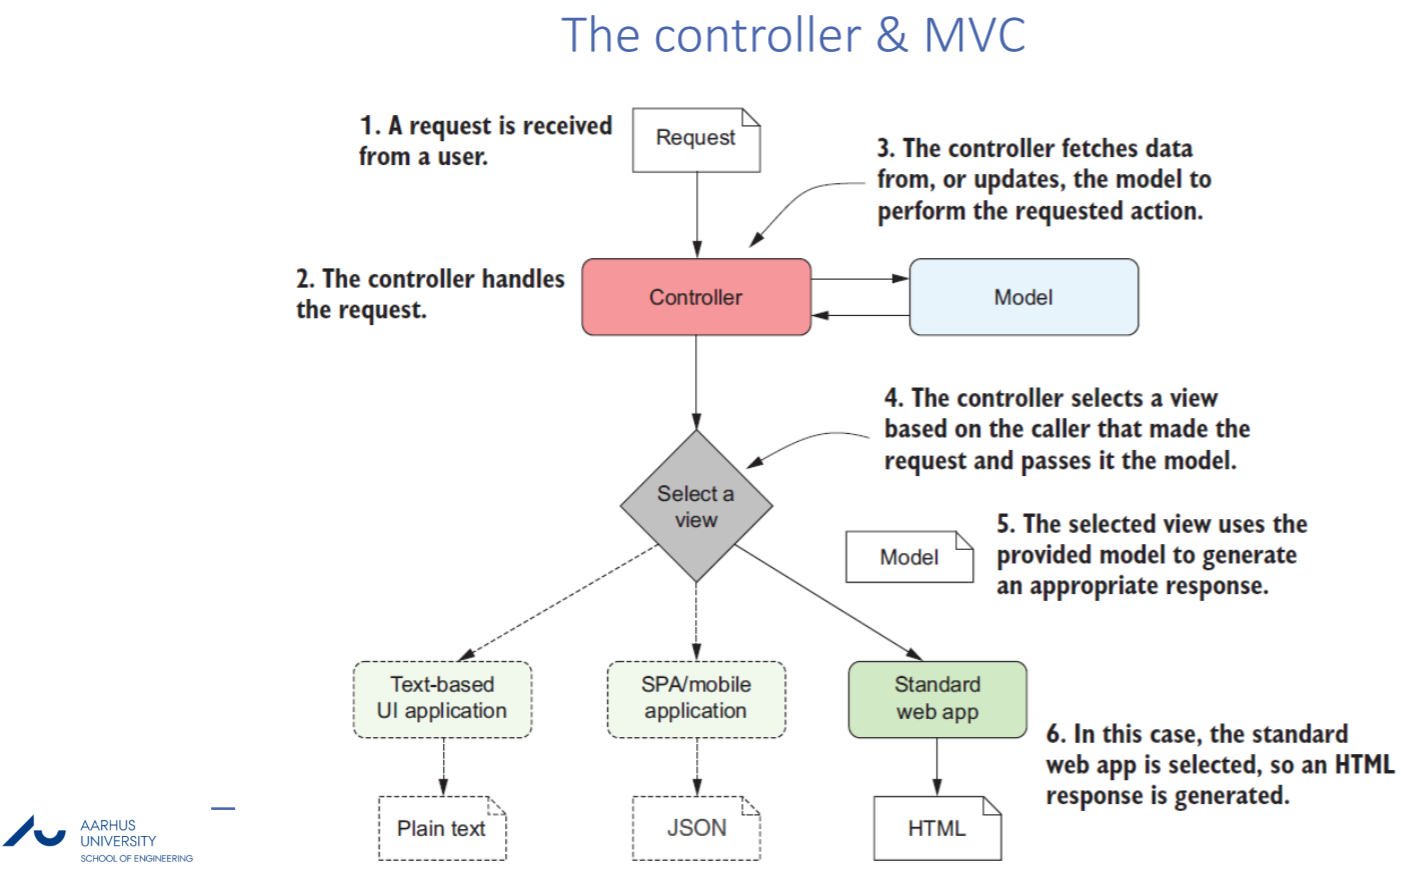 The controller & MVC
1. A request is received
from a user.
Request
3. The controller fetches data
from, or updates, the model to
perform the requested action.
2. The controller handles
the request.
Controller
Model
4. The controller selects a view
based on the caller that made the
request and passes it the model.
Select a
view
Model
5. The selected view uses the
provided model to generate
an appropriate response.
Text-based
UI application
SPA/mobile
application
Standard
web app
6. In this case, the standard
web app is selected, so an HTML
response is generated.
Plain text
JSON
HTML
AARHUS
UNIVERSITY
SCHOOL OF ENGINEERING